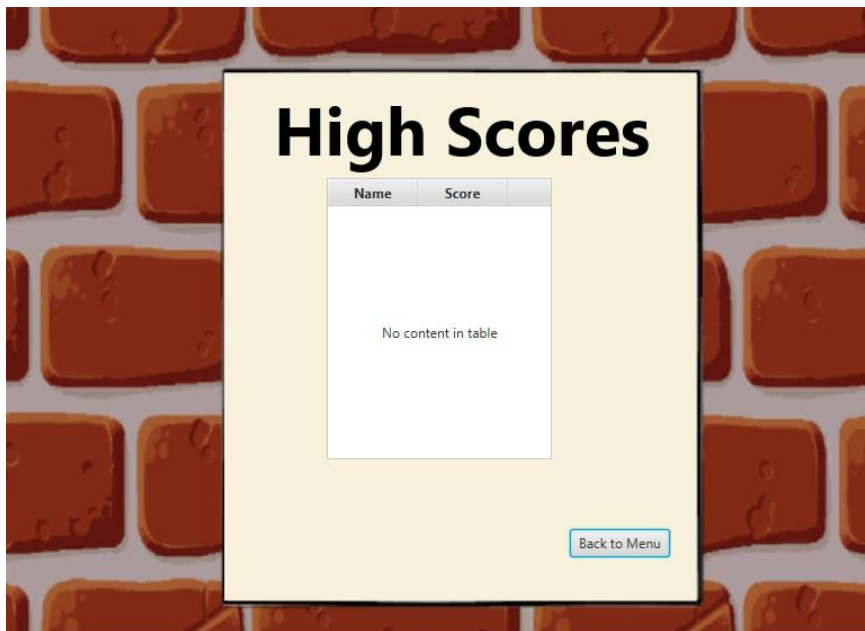 High Scores
Name Score
No content in table
Back to Menu